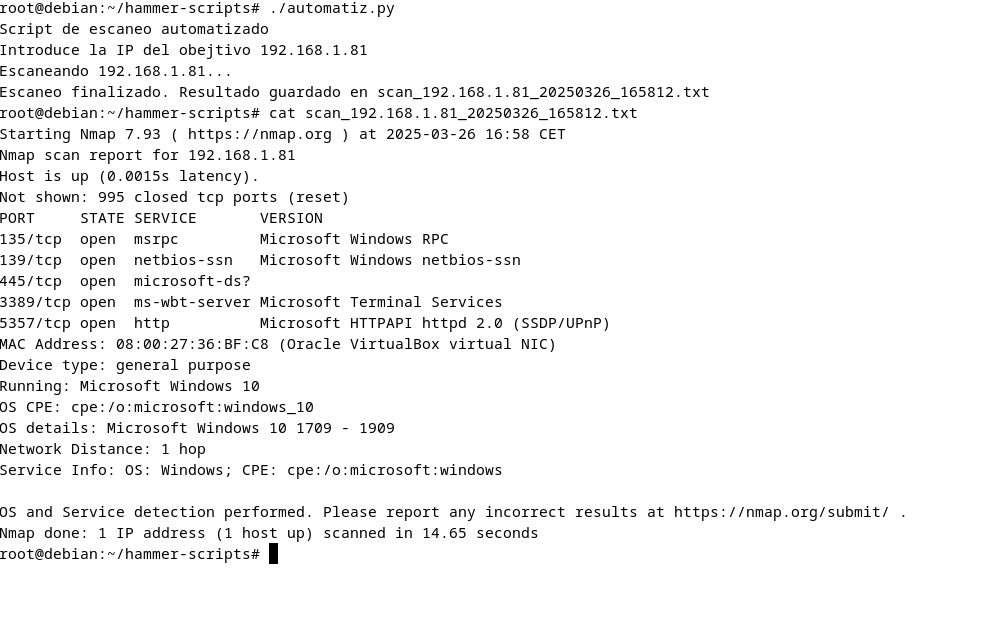 root@debian:~/hammer-scripts# ./automatiz.py
Script de escaneo automatizado
Introduce la IP del obejtivo 192.168.1.81
Escaneando 192.168.1.81...
Escaneo finalizado. Resultado guardado en scan_192.168.1.81_20250326_165812.txt
root@debian:~/hammer-scripts# cat scan_192.168.1.81_20250326_165812.txt
Starting Nmap 7.93 ( https://nmap.org ) at 2025-03-26 16:58 CET
Nmap scan report for 192.168.1.81
Host is up (0.0015s latency).
Not shown: 995 closed tcp ports (reset)
PORT     STATE SERVICE       VERSION
135/tcp  open  msrpc         Microsoft Windows RPC
139/tcp  open  netbios-ssn   Microsoft Windows netbios-ssn
445/tcp  open  microsoft-ds?
3389/tcp open  ms-wbt-server Microsoft Terminal Services
5357/tcp open  http          Microsoft HTTPAPI httpd 2.0 (SSDP/UPnP)
MAC Address: 08:00:27:36:BF:C8 (Oracle VirtualBox virtual NIC)
Device type: general purpose
Running: Microsoft Windows 10
OS CPE: cpe:/o:microsoft:windows_10
OS details: Microsoft Windows 10 1709 - 1909
Network Distance: 1 hop
Service Info: OS: Windows; CPE: cpe:/o:microsoft:windows

OS and Service detection performed. Please report any incorrect results at https://nmap.org/submit/ .
Nmap done: 1 IP address (1 host up) scanned in 14.65 seconds
root@debian:~/hammer-scripts#